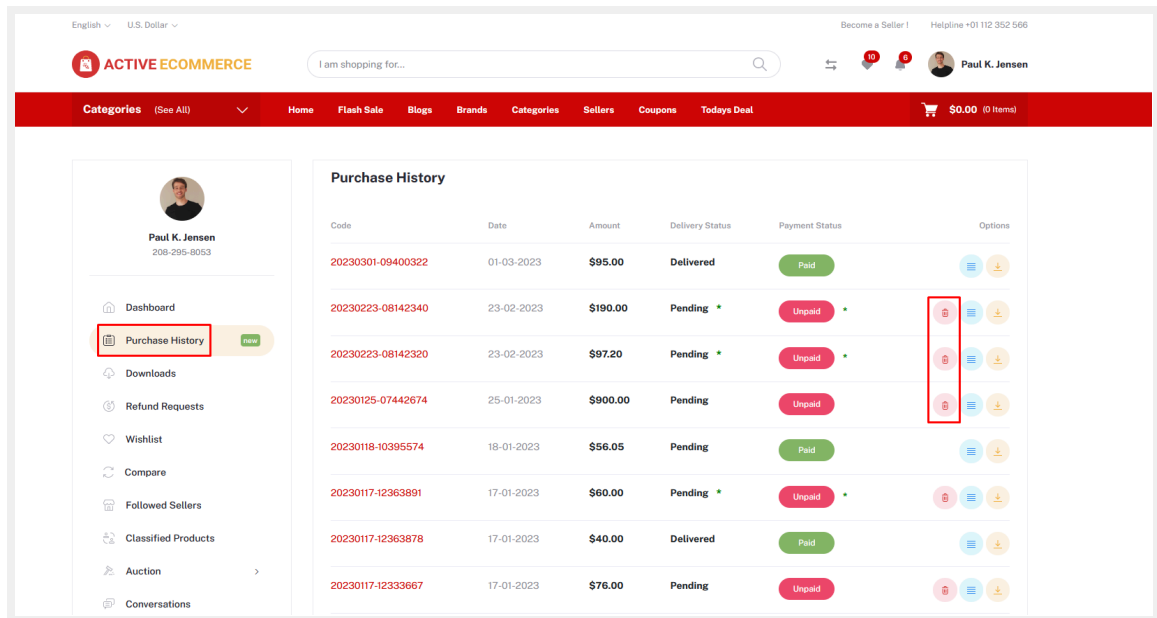 English U.S. Dollar Become a Seller ! Helpline +01 112 352 566
ACTIVE ECOMMERCE I am shopping for... 10 6 Paul K. Jensen
Categories (See All) Home Flash Sale Blogs Brands Categories Sellers Coupons Todays Deal $0.00 (0 Items)
Paul K. Jensen
208-295-8053
Dashboard
Purchase History new
Downloads
Refund Requests
Wishlist
Compare
Followed Sellers
Classified Products
Auction
Conversations
Purchase History
Code Date Amount Delivery Status Payment Status Options
20230301-09400322 01-03-2023 $95.00 Delivered Paid
20230223-08142340 23-02-2023 $190.00 Pending * Unpaid *
20230223-08142320 23-02-2023 $97.20 Pending * Unpaid *
20230125-07442674 25-01-2023 $900.00 Pending Unpaid
20230118-10395574 18-01-2023 $56.05 Pending Paid
20230117-12363891 17-01-2023 $60.00 Pending * Unpaid *
20230117-12363878 17-01-2023 $40.00 Delivered Paid
20230117-12333667 17-01-2023 $76.00 Pending Unpaid